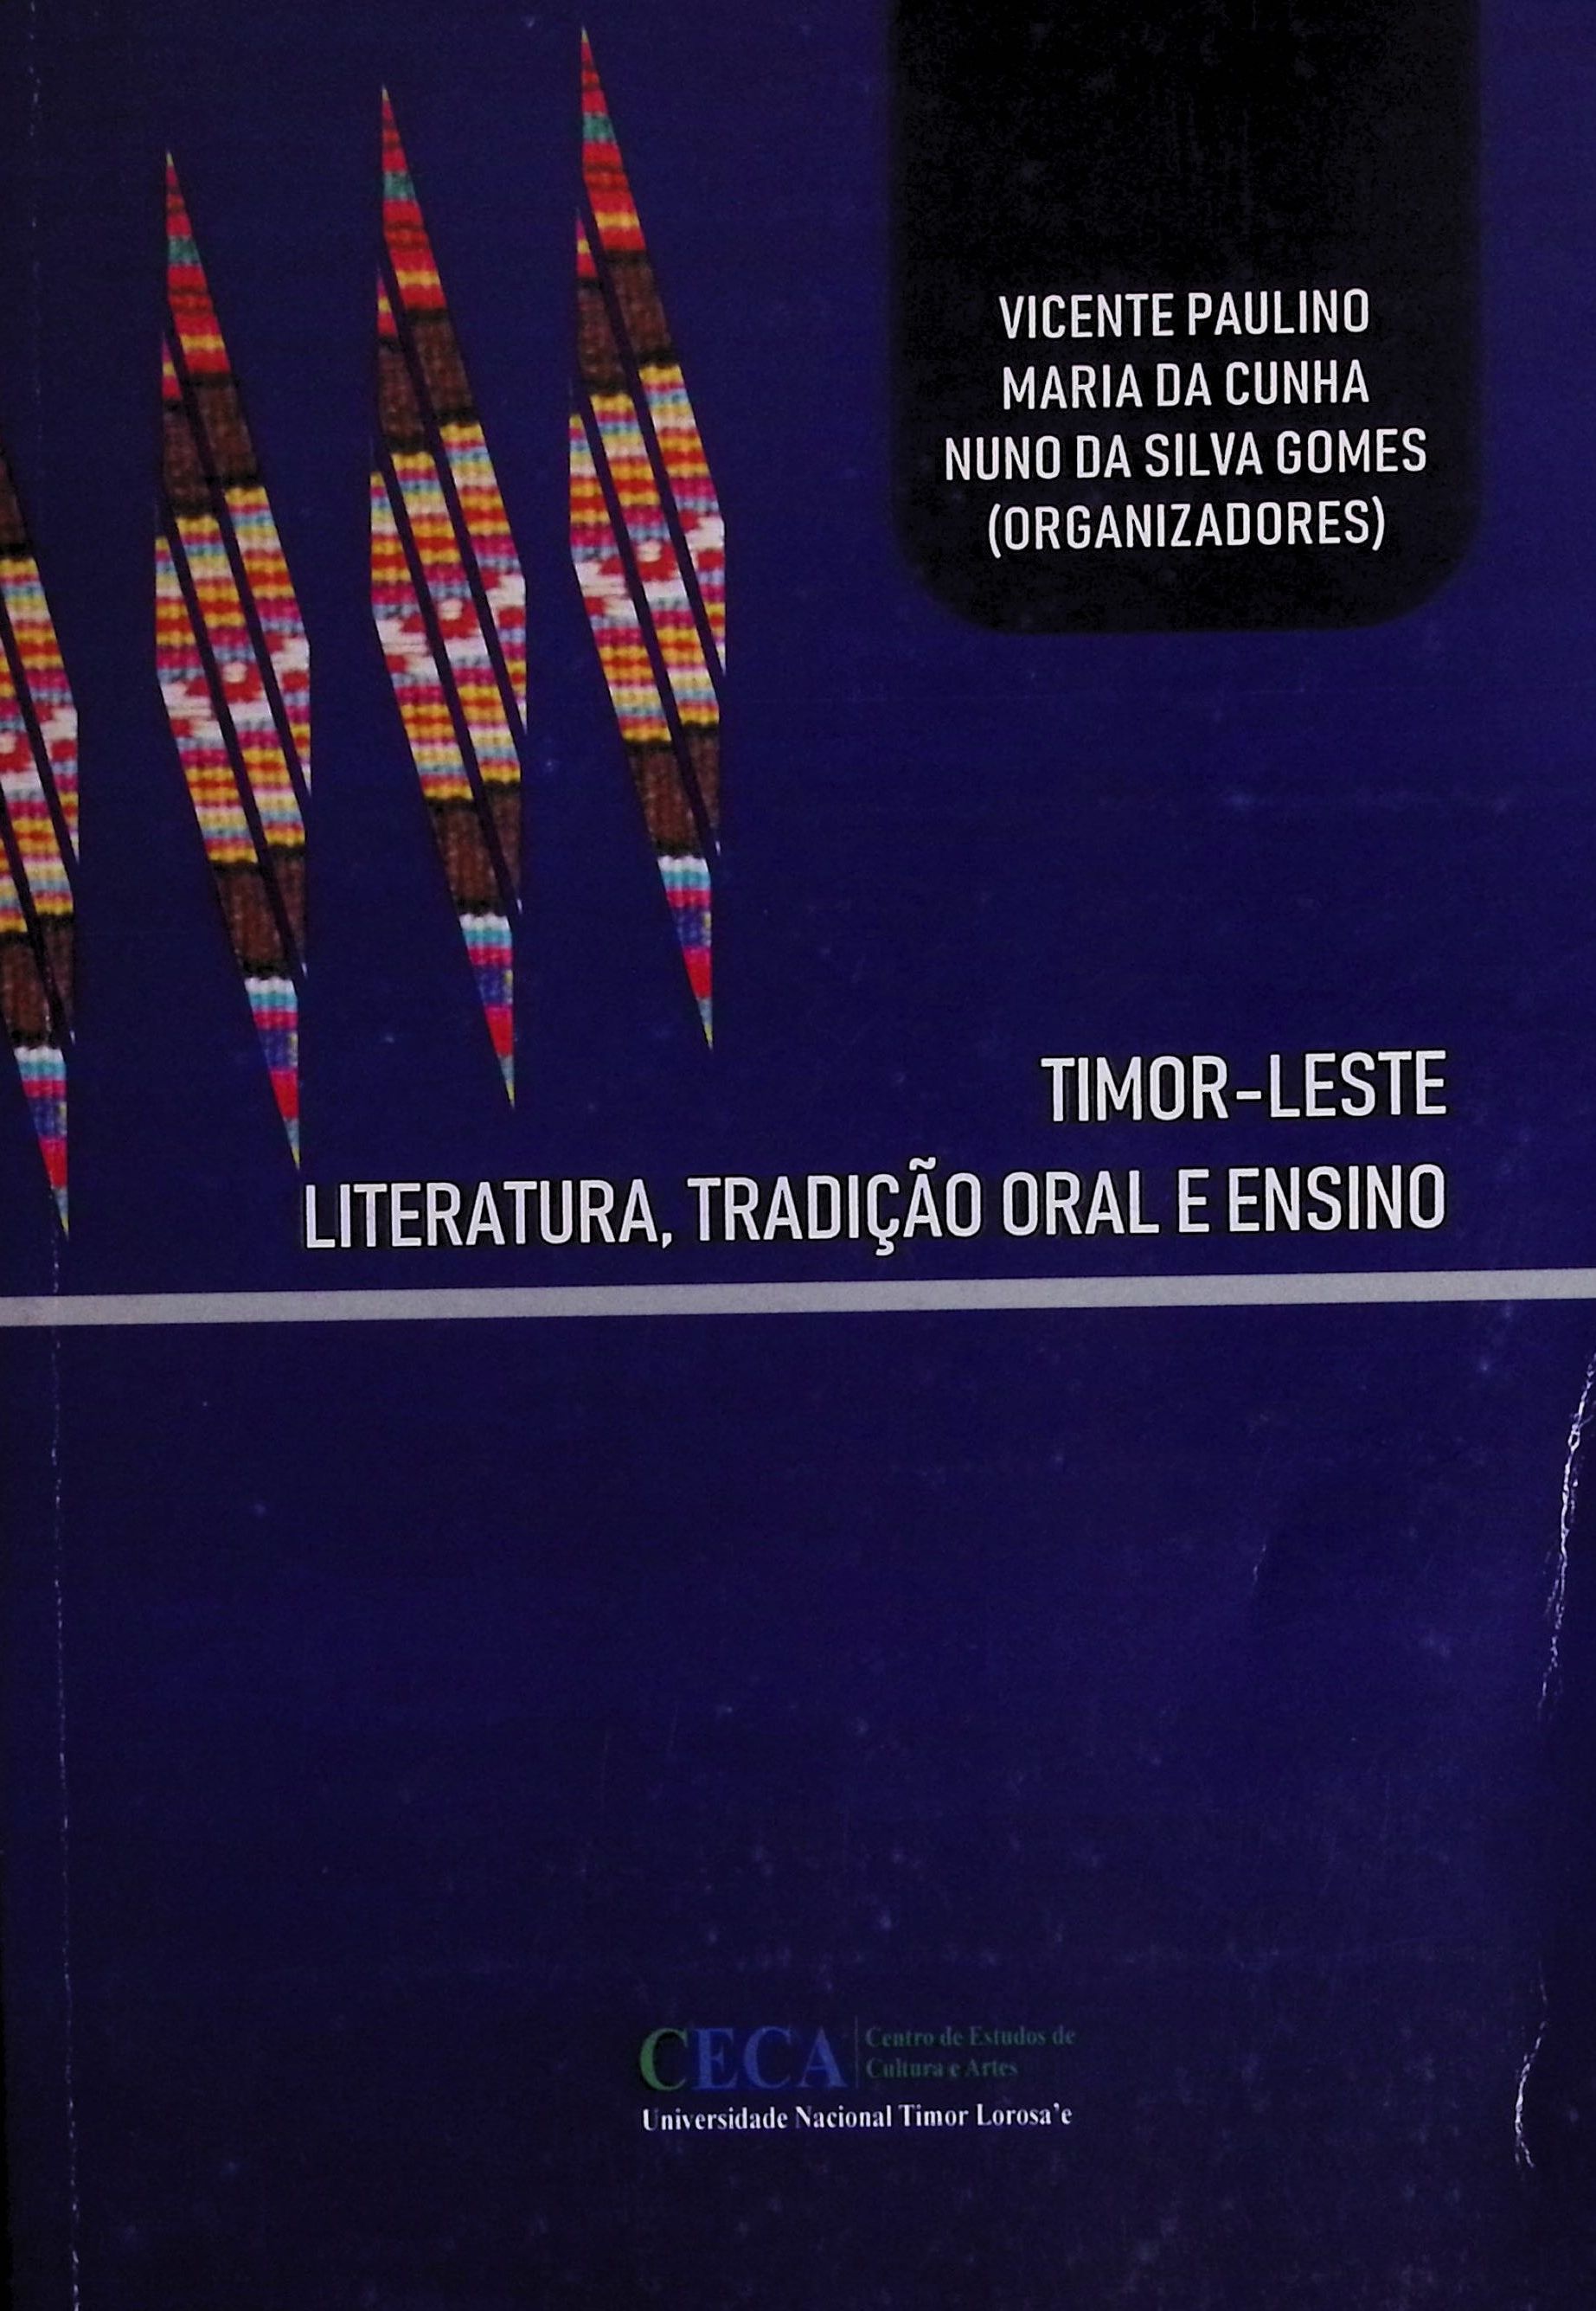 VICENTE PAULINO
MARIA DA CUNHA
NUNO DA SILVA GOMES
(ORGANIZADORES)
TIMOR-LESTE
LITERATURA, TRADIÇÃO ORAL E ENSINO
CECA
Centro de Estudos de
Cultura e Artes
Universidade Nacional Timor Lorosa'e